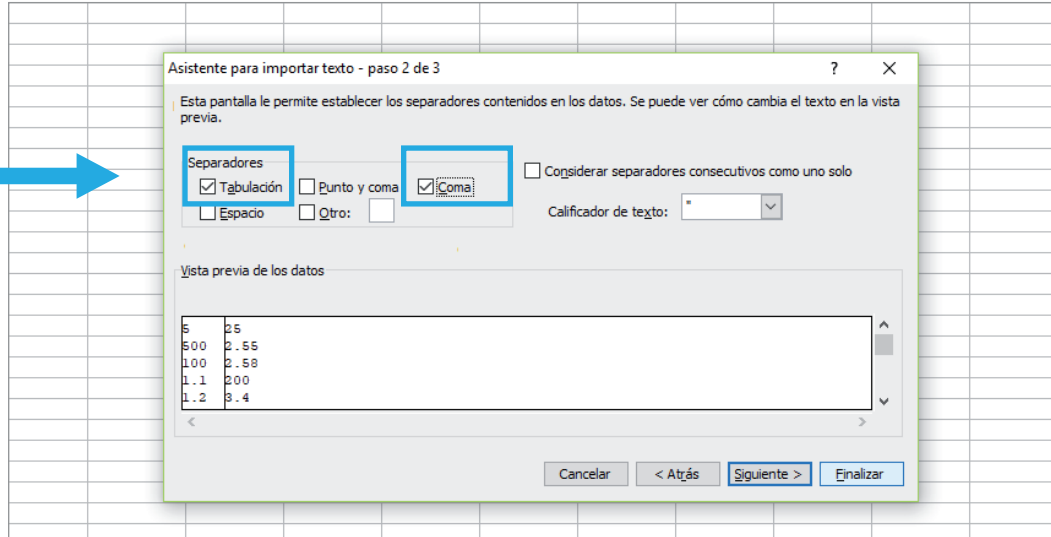 Asistente para importar texto - paso 2 de 3 ?
Esta pantalla le permite establecer los separadores contenidos en los datos. Se puede ver cómo cambia el texto en la vista
previa.
Separadores
Tabulación Punto y coma Coma
Espacio Otro:
Considerar separadores consecutivos como uno solo
Calificador de texto: "
Vista previa de los datos
5 25
500 2.55
100 2.58
1.1 200
1.2 3.4
Cancelar < Atrás Siguiente > Finalizar